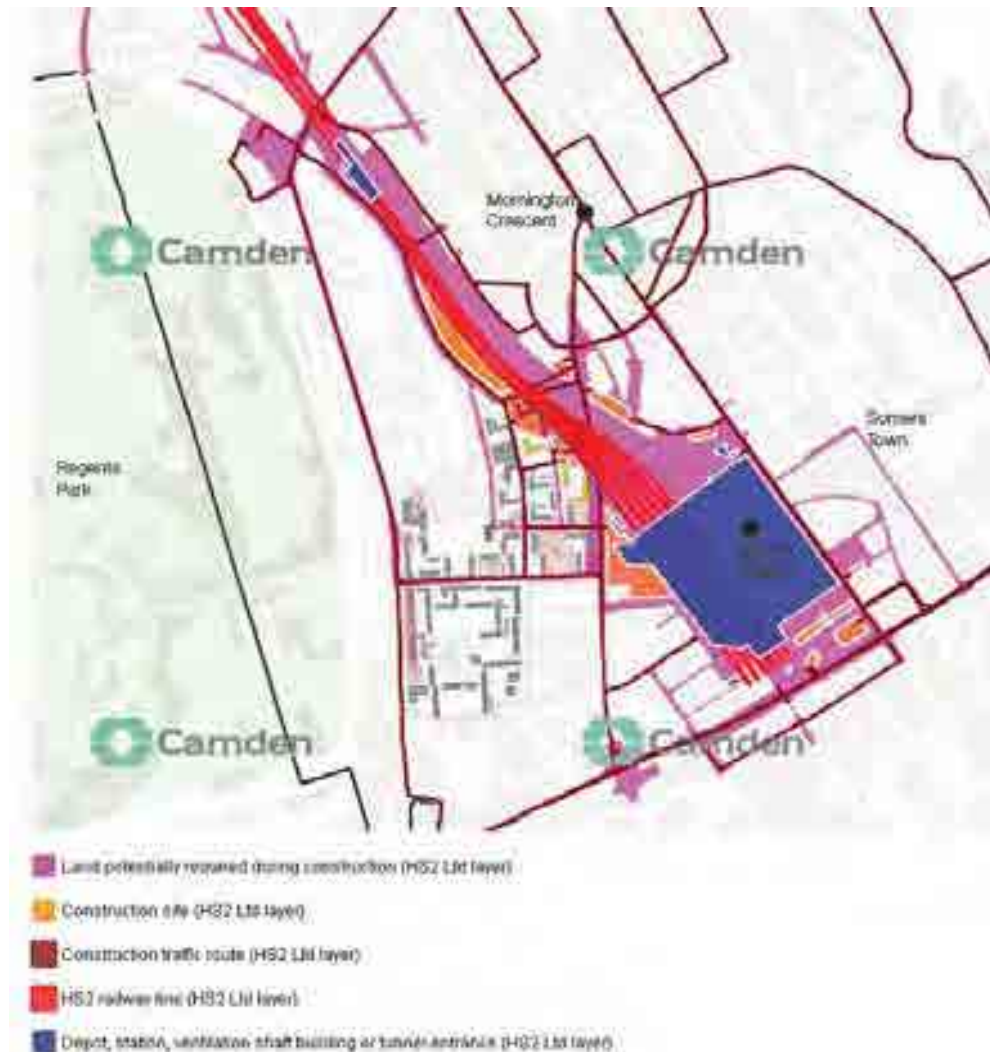 Mornington
Crescent
Camden
Camden
Somers
Town
Regents
Park
Camden
Camden
Land potentially required during construction (HS2 Ltd layer)
Construction site (HS2 Ltd layer)
Construction traffic route (HS2 Ltd layer)
HS2 railway line (HS2 Ltd layer)
Depot, station, ventilation shaft building or tunnel entrance (HS2 Ltd layer)